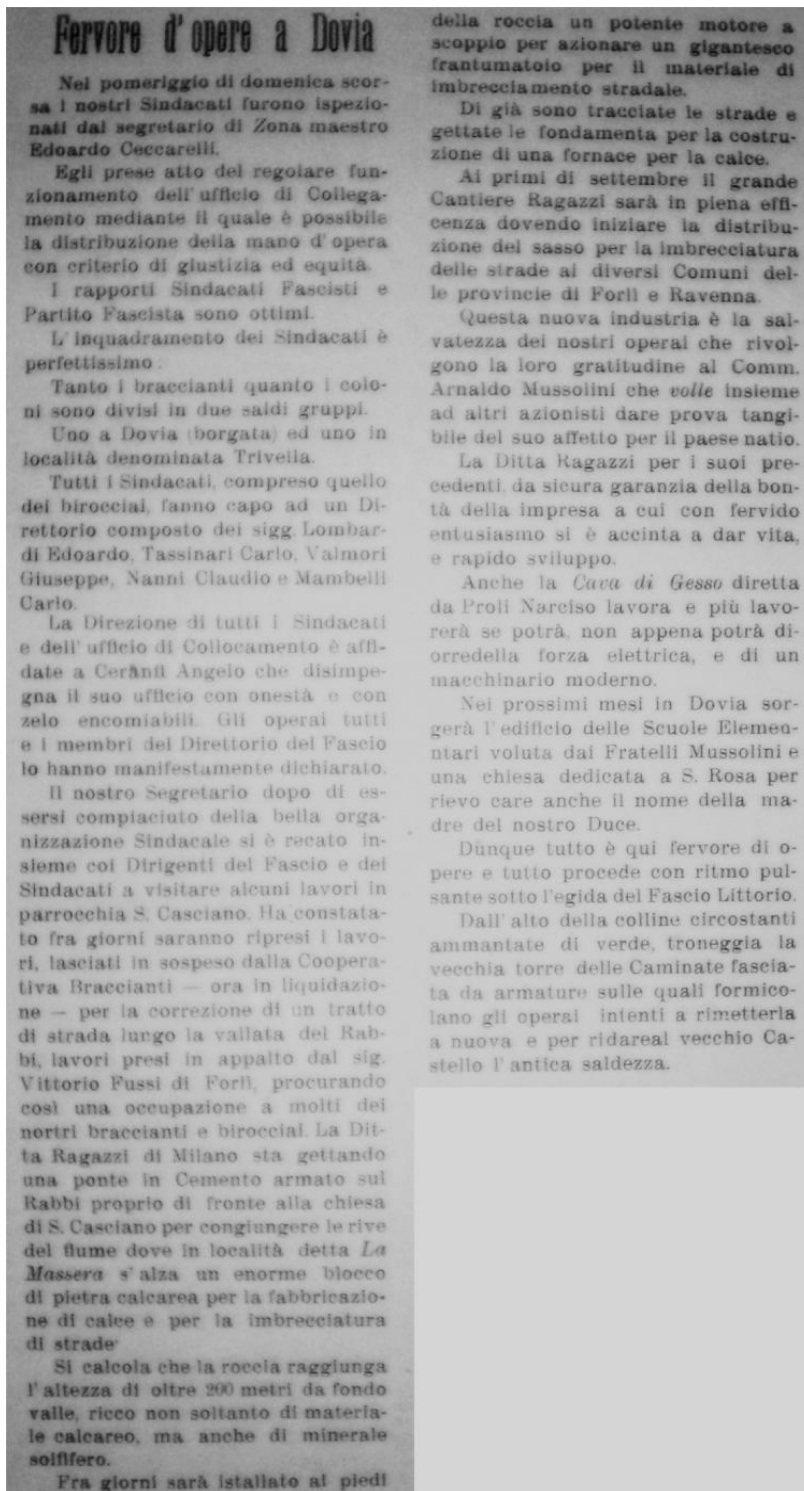 Fervore d'opere a Dovia
Nel pomeriggio di domenica scor-
sa i nostri Sindacati furono ispezio-
nati dal segretario di Zona maestro
Edoardo Ceccarelli.
Egli prese atto del regolare fun-
zionamento dell'ufficio di Collega-
mento mediante il quale è possibile
la distribuzione della mano d'opera
con criterio di giustizia ed equità.
I rapporti Sindacati Fascisti e
Partito Fascista sono ottimi.
L'inquadramento dei Sindacati è
perfettissimo.
Tanto i braccianti quanto i colo-
ni sono divisi in due saldi gruppi.
Uno a Dovia (borgata) ed uno in
località denominata Trivella.
Tutti i Sindacati, compreso quello
dei birocciai, fanno capo ad un Di-
rettorio composto dei sigg. Lombar-
di Edoardo, Tassinari Carlo, Valmori
Giuseppe, Nanni Claudio e Mambelli
Carlo.
La Direzione di tutti i Sindacati
e dell'ufficio di Collocamento è affi-
date a Ceranti Angelo che disimpe-
gna il suo ufficio con onestà e con
zelo encomiabili. Gli operai tutti
e i membri del Direttorio del Fascio
lo hanno manifestamente dichiarato.
Il nostro Segretario dopo di es-
sersi compiaciuto della bella orga-
nizzazione Sindacale si è recato in-
sieme coi Dirigenti del Fascio e dei
Sindacati a visitare alcuni lavori in
parrocchia S. Casciano. Ha constata-
to fra giorni saranno ripresi i lavo-
ri, lasciati in sospeso dalla Coopera-
tiva Braccianti — ora in liquidazio-
ne — per la correzione di un tratto
di strada lungo la vallata del Rab-
bi, lavori presi in appalto dal sig.
Vittorio Fussi di Forlì, procurando
così una occupazione a molti dei
nortri braccianti e birocciai. La Dit-
ta Ragazzi di Milano sta gettando
una ponte in Cemento armato sul
Rabbi proprio di fronte alla chiesa
di S. Casciano per congiungere le rive
del fiume dove in località detta La
Massera s'alza un enorme blocco
di pietra calcarea per la fabbricazio-
ne di calce e per la imbrecciatura
di strade
Si calcola che la roccia raggiunga
l'altezza di oltre 200 metri da fondo
valle, ricco non soltanto di materia-
le calcareo, ma anche di minerale
solfifero.
Fra giorni sarà istallato ai piedi
della roccia un potente motore a
scoppio per azionare un gigantesco
frantumatoio per il materiale di
imbrecciamento stradale.
Di già sono tracciate le strade e
gettate le fondamenta per la costru-
zione di una fornace per la calce.
Ai primi di settembre il grande
Cantiere Ragazzi sarà in piena effi-
cenza dovendo iniziare la distribu-
zione del sasso per la imbrecciatura
delle strade ai diversi Comuni del-
le provincie di Forlì e Ravenna.
Questa nuova industria è la sal-
vatezza dei nostri operai che rivol-
gono la loro gratitudine al Comm.
Arnaldo Mussolini che volle insieme
ad altri azionisti dare prova tangi-
bile del suo affetto per il paese natio.
La Ditta Ragazzi per i suoi pre-
cedenti da sicura garanzia della bon-
tà della impresa a cui con fervido
entusiasmo si è accinta a dar vita,
e rapido sviluppo.
Anche la Cava di Gesso diretta
da Proli Narciso lavora e più lavo-
rerà se potrà, non appena potrà di-
orredella forza elettrica, e di un
macchinario moderno.
Nei prossimi mesi in Dovia sor-
gerà l'edificio delle Scuole Elemen-
tari voluta dai Fratelli Mussolini e
una chiesa dedicata a S. Rosa per
rievo care anche il nome della ma-
dre del nostro Duce.
Dunque tutto è qui fervore di o-
pere e tutto procede con ritmo pul-
sante sotto l'egida del Fascio Littorio.
Dall'alto della colline circostanti
ammantate di verde, troneggia la
vecchia torre delle Caminate fascia-
ta da armature sulle quali formico-
lano gli operai intenti a rimetterla
a nuova e per ridareal vecchio Ca-
stello l'antica saldezza.